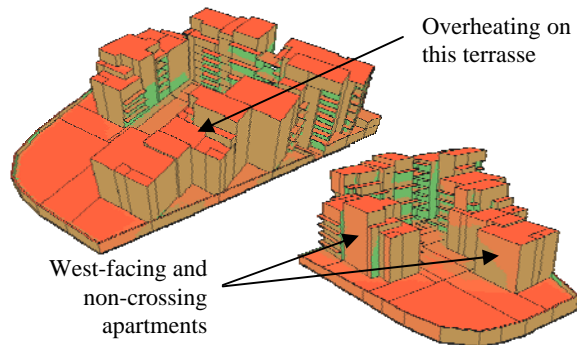 Overheating on
this terrasse
West-facing and
non-crossing
apartments